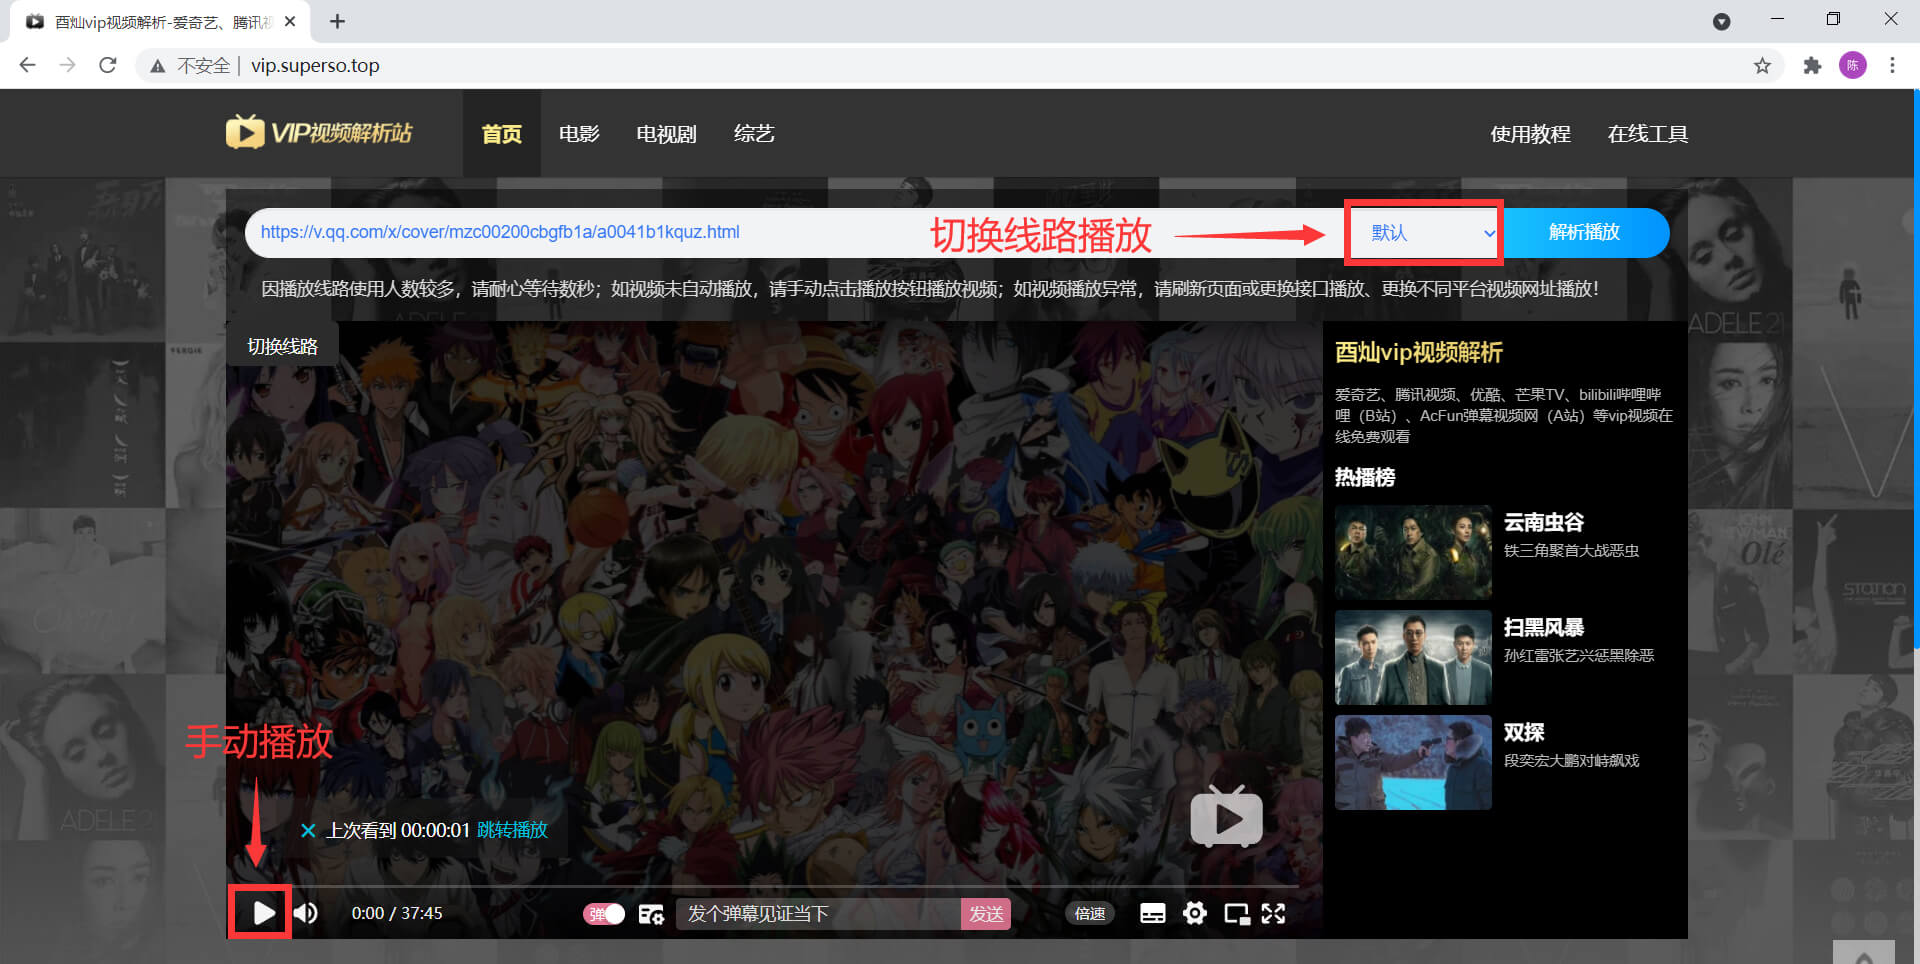 酉灿vip视频解析-爱奇艺、腾讯视
不安全 | vip.superso.top
陈
VIP视频解析站
首页
电影
电视剧
综艺
使用教程
在线工具
https://v.qq.com/x/cover/mzc00200cbgfb1a/a0041b1kquz.html
切换线路播放
默认
解析播放
因播放线路使用人数较多，请耐心等待数秒；如视频未自动播放，请手动点击播放按钮播放视频；如视频播放异常，请刷新页面或更换接口播放、更换不同平台视频网址播放！
切换线路
酉灿vip视频解析
爱奇艺、腾讯视频、优酷、芒果TV、bilibili哔哩哔
哩（B站）、AcFun弹幕视频网（A站）等vip视频在
线免费观看
热播榜
云南虫谷
铁三角聚首大战恶虫
扫黑风暴
孙红雷张艺兴惩黑除恶
双探
段奕宏大鹏对峙飙戏
ADELE 21
ADELE 2
Olé
STATION
手动播放
上次看到 00:00:01 跳转播放
0:00 / 37:45
弹
发个弹幕见证当下
发送
倍速